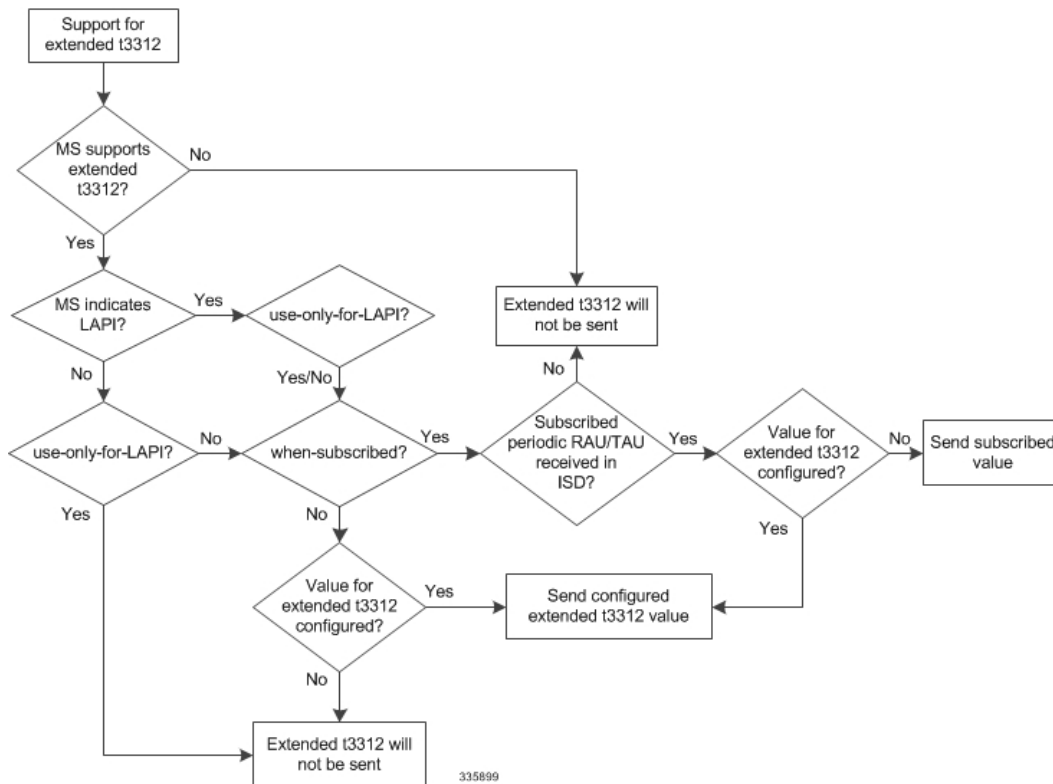 Support for
extended t3312
MS supports
extended
t3312?
No
Yes
MS indicates
LAPI?
Yes
use-only-for-LAPI?
Extended t3312 will
not be sent
No
Yes/No
No
use-only-for-LAPI?
No
when-subscribed?
Yes
Subscribed
periodic RAU/TAU
received in
ISD?
Yes
Value for
extended t3312
configured?
No
Send subscribed
value
Yes
No
Yes
Value for
extended t3312
configured?
Yes
Send configured
extended t3312 value
No
Extended t3312 will
not be sent
335899